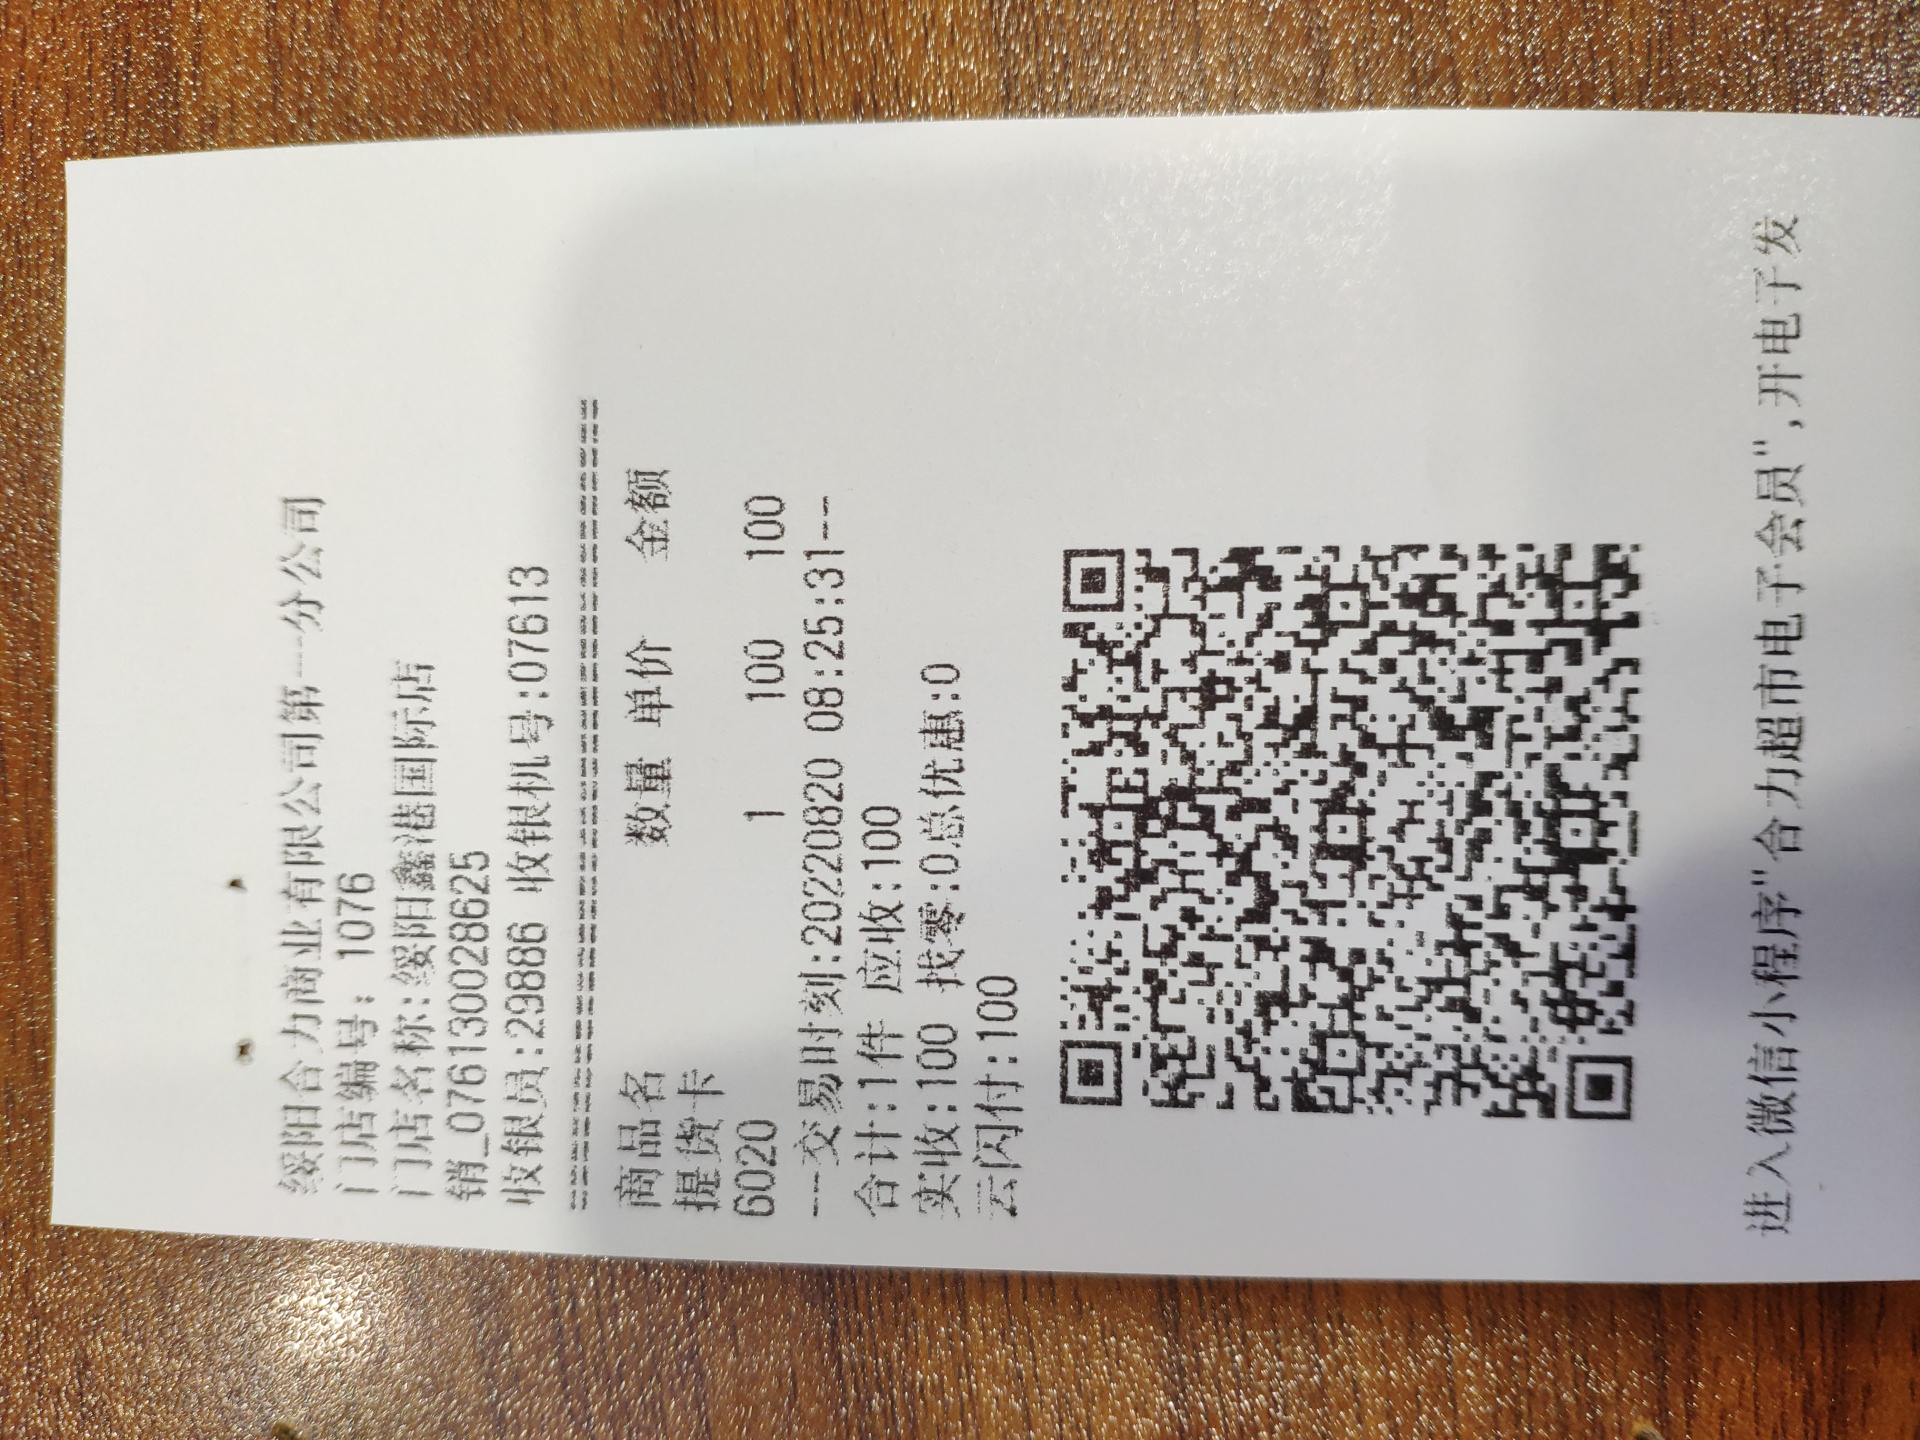 绥阳合力商业有限公司第一分公司
门店编号: 1076
门店名称:绥阳鑫港国际店
销_0761300286625
收银员:29886 收银机号:07613
商品名 数量 单价 金额
提货卡
6020 1 100 100
---交易时刻:20220820 08:25:31---
合计:1件 应收:100
实收:100 找零:0总优惠:0
云闪付:100
进入微信小程序"合力超市电子会员",开电子发